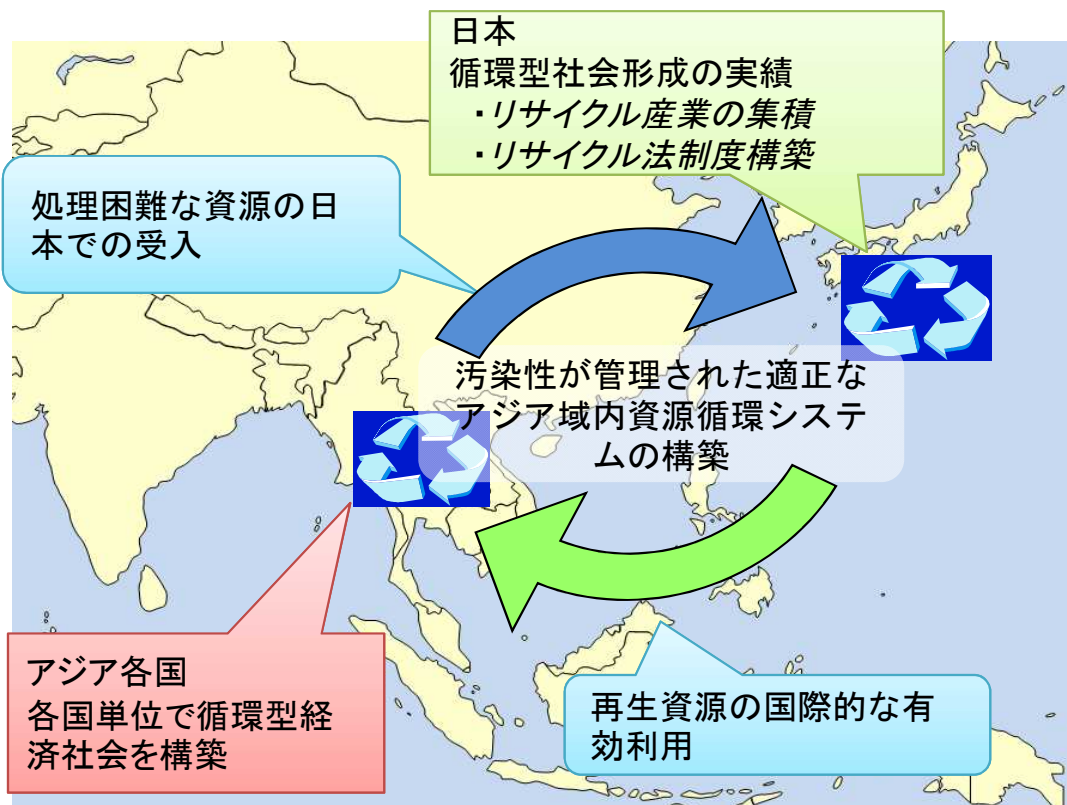 日本
循環型社会形成の実績
・リサイクル産業の集積
・リサイクル法制度構築
処理困難な資源の日
本での受入
汚染性が管理された適正な
アジア域内資源循環システ
ムの構築
アジア各国
各国単位で循環型経
済社会を構築
再生資源の国際的な有
効利用